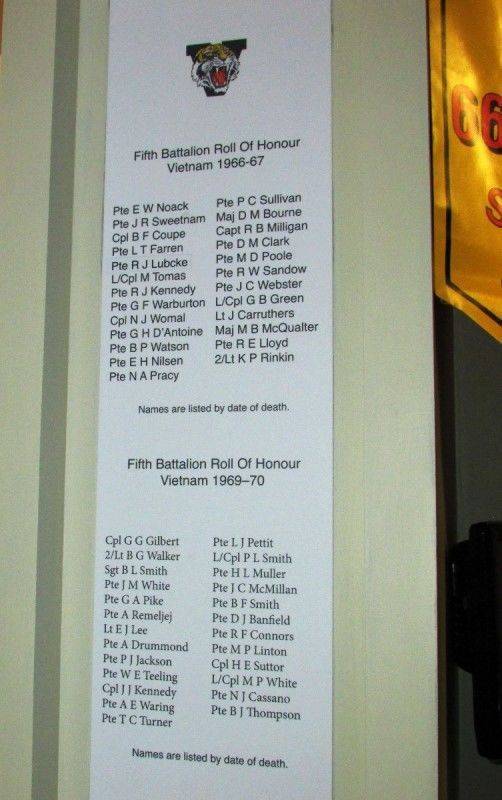 V
Fifth Battalion Roll Of Honour
Vietnam 1966-67
Pte E W Noack
Pte J R Sweetnam
Cpl B F Coupe
Pte L T Farren
Pte R J Lubcke
L/Cpl M Tomas
Pte R J Kennedy
Pte G F Warburton
Cpl N J Womal
Pte G H D'Antoine
Pte B P Watson
Pte E H Nilsen
Pte N A Pracy
Pte P C Sullivan
Maj D M Bourne
Capt R B Milligan
Pte D M Clark
Pte M D Poole
Pte R W Sandow
Pte J C Webster
L/Cpl G B Green
Lt J Carruthers
Maj M B McQualter
Pte R E Lloyd
2/Lt K P Rinkin
Names are listed by date of death.
Fifth Battalion Roll Of Honour
Vietnam 1969–70
Cpl G G Gilbert
2/Lt B G Walker
Sgt B L Smith
Pte J M White
Pte G A Pike
Pte A Remeljej
Lt E J Lee
Pte A Drummond
Pte P J Jackson
Pte W E Teeling
Cpl J J Kennedy
Pte A E Waring
Pte T C Turner
Pte L J Pettit
L/Cpl P L Smith
Pte H L Muller
Pte J C McMillan
Pte B F Smith
Pte D J Banfield
Pte R F Connors
Pte M P Linton
Cpl H E Suttor
L/Cpl M P White
Pte N J Cassano
Pte B J Thompson
Names are listed by date of death.
66
S